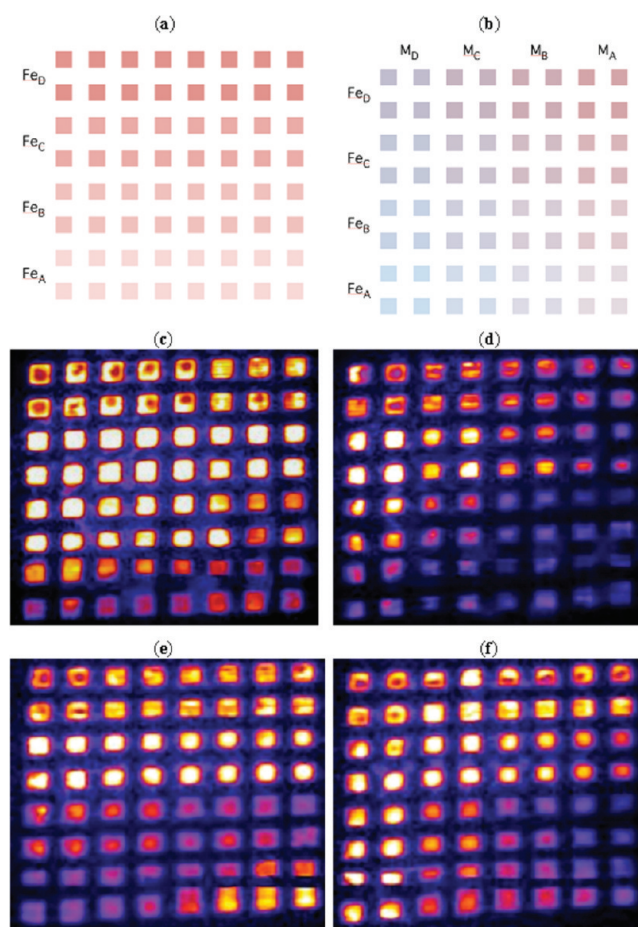 (a)
(b)
M_D M_C M_B M_A
Fe_D
Fe_C
Fe_B
Fe_A
Fe_D
Fe_C
Fe_B
Fe_A
(c)
(d)
(e)
(f)